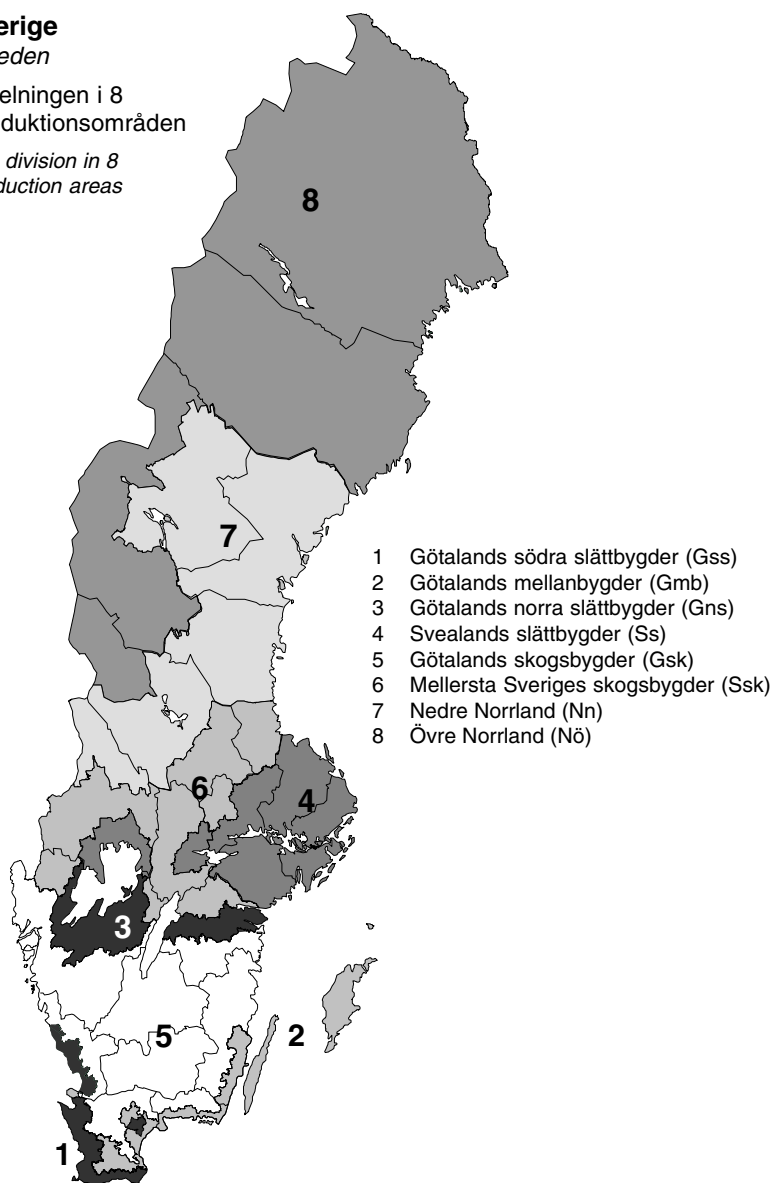 erige
eden
elningen i 8
duktionsområden
division in 8
duction areas
8
7
1 Götalands södra slättbygder (Gss)
2 Götalands mellanbygder (Gmb)
3 Götalands norra slättbygder (Gns)
4 Svealands slättbygder (Ss)
5 Götalands skogsbygder (Gsk)
6 Mellersta Sveriges skogsbygder (Ssk)
7 Nedre Norrland (Nn)
8 Övre Norrland (Nö)
6
4
3
5
2
1